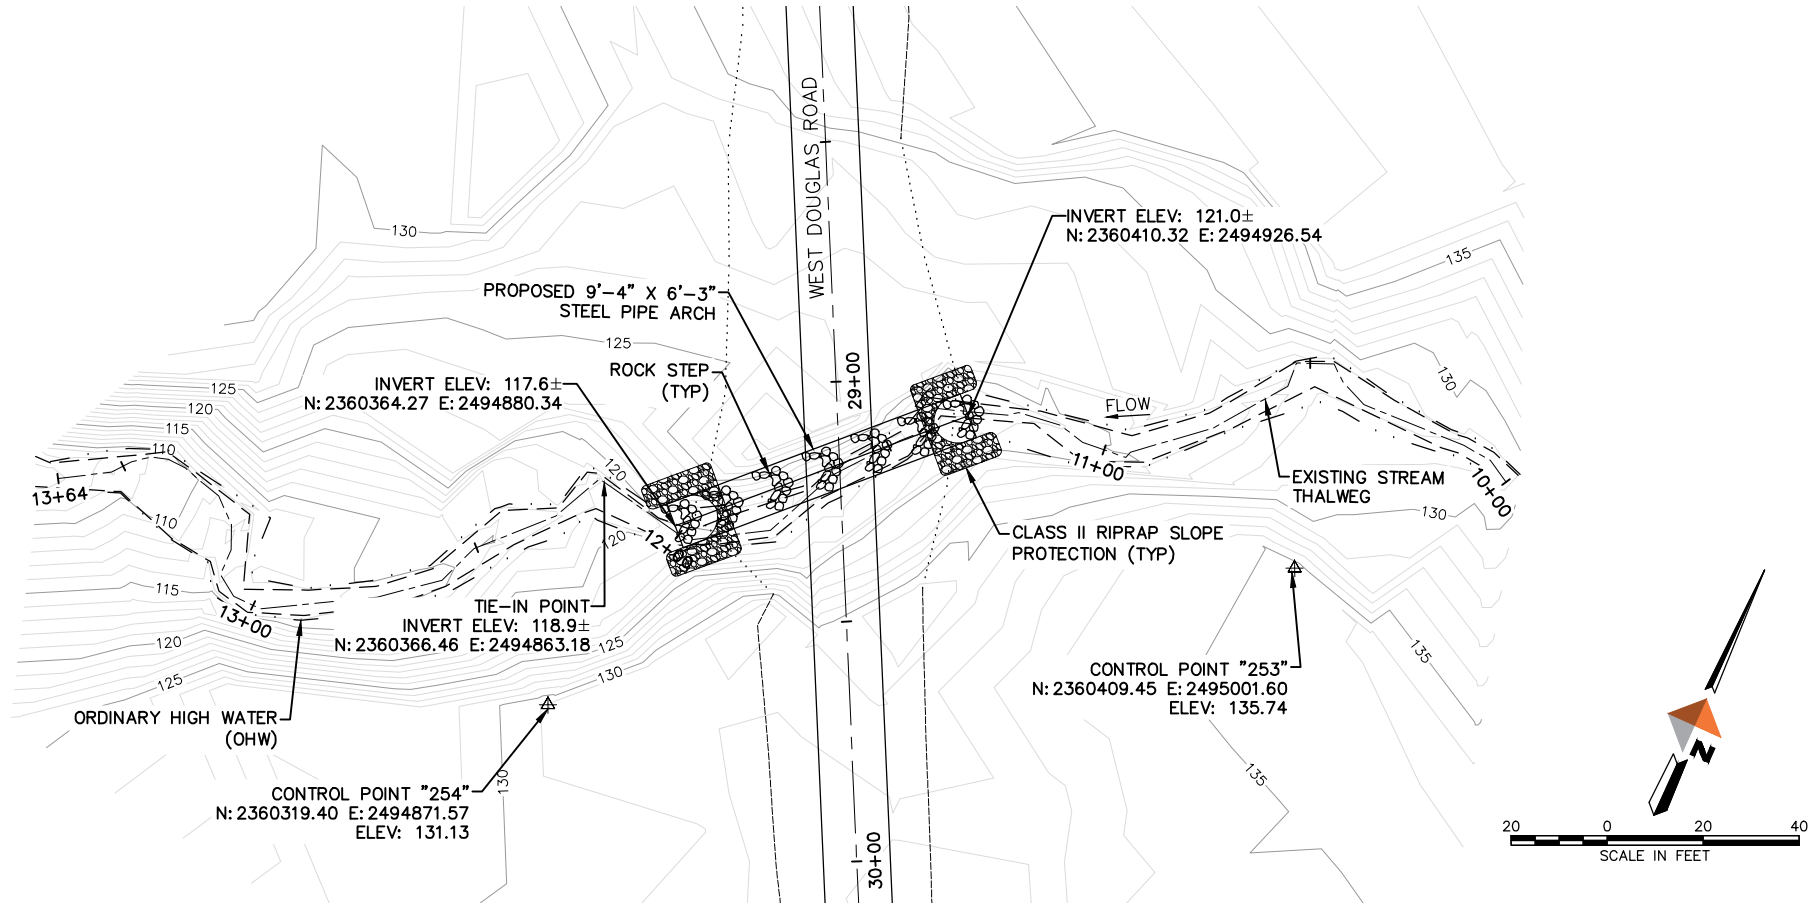 WEST DOUGLAS ROAD
INVERT ELEV: 121.0±
N:2360410.32 E:2494926.54
130
135
PROPOSED 9'-4" X 6'-3"
STEEL PIPE ARCH
125
ROCK STEP
(TYP)
29+00
INVERT ELEV: 117.6±
N:2360364.27 E:2494880.34
125
120
115
110
130
FLOW
11+00
EXISTING STREAM
THALWEG
10+00
130
13+64
110
120
120
12+00
CLASS II RIPRAP SLOPE
PROTECTION (TYP)
115
13+00
TIE-IN POINT
INVERT ELEV: 118.9±
N:2360366.46 E:2494863.18
120
125
125
130
135
CONTROL POINT "253"
N:2360409.45 E:2495001.60
ELEV: 135.74
ORDINARY HIGH WATER
(OHW)
130
135
CONTROL POINT "254"
N:2360319.40 E:2494871.57
ELEV: 131.13
30+00
N
20 0 20 40
SCALE IN FEET